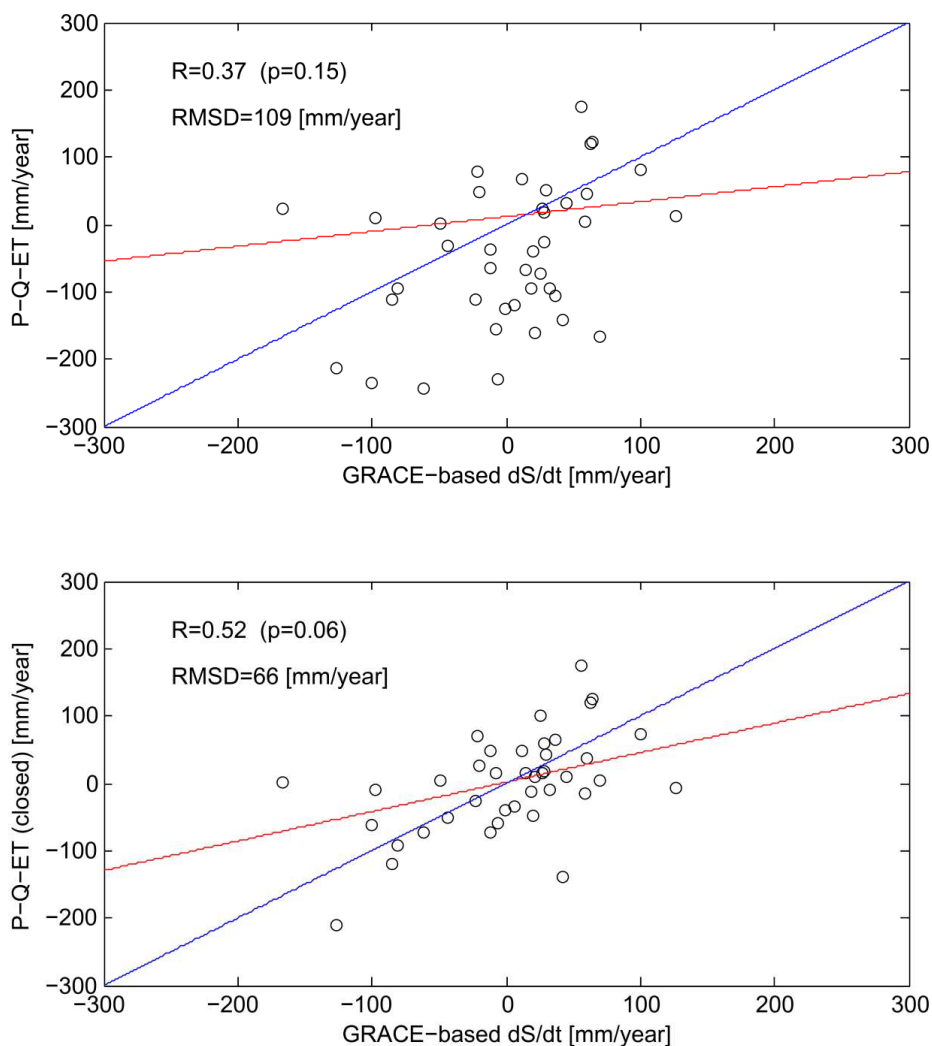 300
200
100
0
−100
−200
−300
P−Q−ET [mm/year]
R=0.37 (p=0.15)
RMSD=109 [mm/year]
−300 −200 −100 0 100 200 300
GRACE−based dS/dt [mm/year]
300
200
100
0
−100
−200
−300
P−Q−ET (closed) [mm/year]
R=0.52 (p=0.06)
RMSD=66 [mm/year]
−300 −200 −100 0 100 200 300
GRACE−based dS/dt [mm/year]